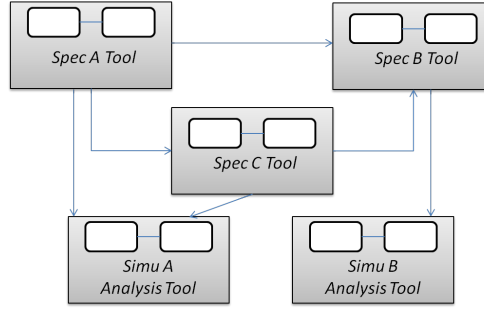 Spec A Tool
Spec B Tool
Spec C Tool
Simu A
Analysis Tool
Simu B
Analysis Tool